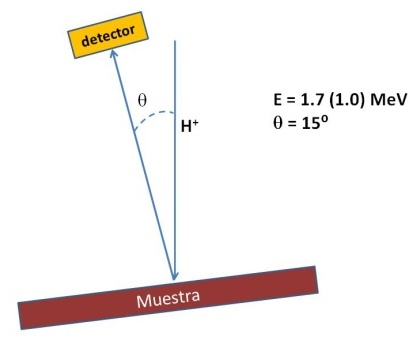 detector
θ
H⁺
E = 1.7 (1.0) MeV
θ = 15º
Muestra